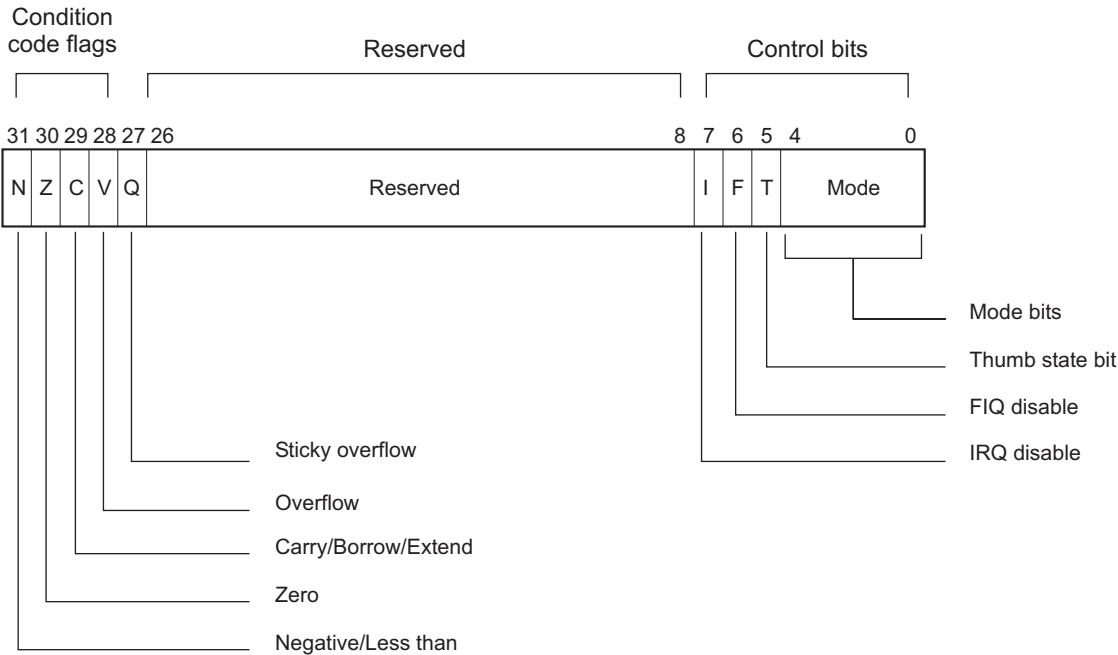 Condition
code flags
Reserved
Control bits
31 30 29 28 27 26 8 7 6 5 4 0
N Z C V Q Reserved I F T Mode
Mode bits
Thumb state bit
FIQ disable
Sticky overflow
IRQ disable
Overflow
Carry/Borrow/Extend
Zero
Negative/Less than